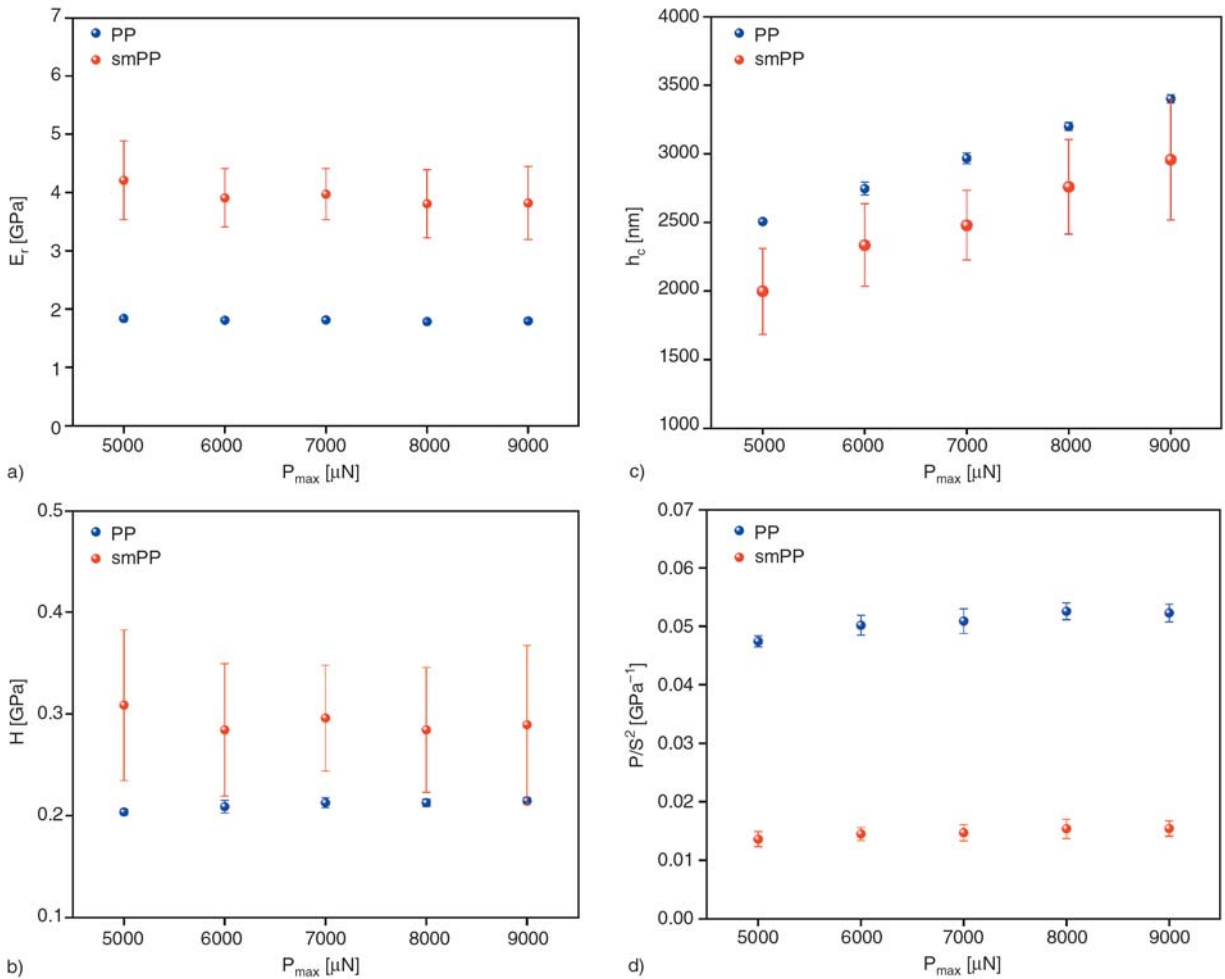 7
6
5
4
3
2
1
0
E_r [GPa]
PP
smPP
5000 6000 7000 8000 9000
P_max [μN]
a)
4000
3500
3000
2500
2000
1500
1000
h_c [nm]
PP
smPP
5000 6000 7000 8000 9000
P_max [μN]
c)
0.5
0.4
0.3
0.2
0.1
H [GPa]
PP
smPP
5000 6000 7000 8000 9000
P_max [μN]
b)
0.07
0.06
0.05
0.04
0.03
0.02
0.01
0.00
P/S² [GPa⁻¹]
PP
smPP
5000 6000 7000 8000 9000
P_max [μN]
d)